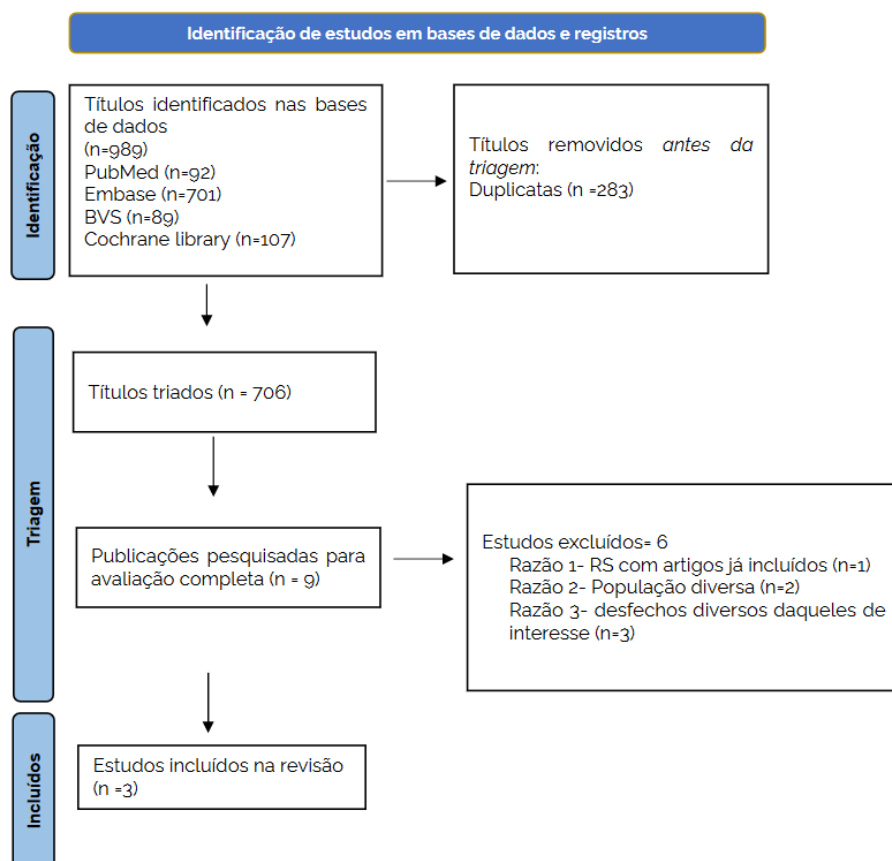 Identificação de estudos em bases de dados e registros
Identificação
Títulos identificados nas bases
de dados
(n=989)
PubMed (n=92)
Embase (n=701)
BVS (n=89)
Cochrane library (n=107)
Títulos removidos antes da
triagem:
Duplicatas (n =283)
Triagem
Títulos triados (n = 706)
Publicações pesquisadas para
avaliação completa (n = 9)
Estudos excluídos= 6
Razão 1- RS com artigos já incluídos (n=1)
Razão 2- População diversa (n=2)
Razão 3- desfechos diversos daqueles de
interesse (n=3)
Incluídos
Estudos incluídos na revisão
(n =3)